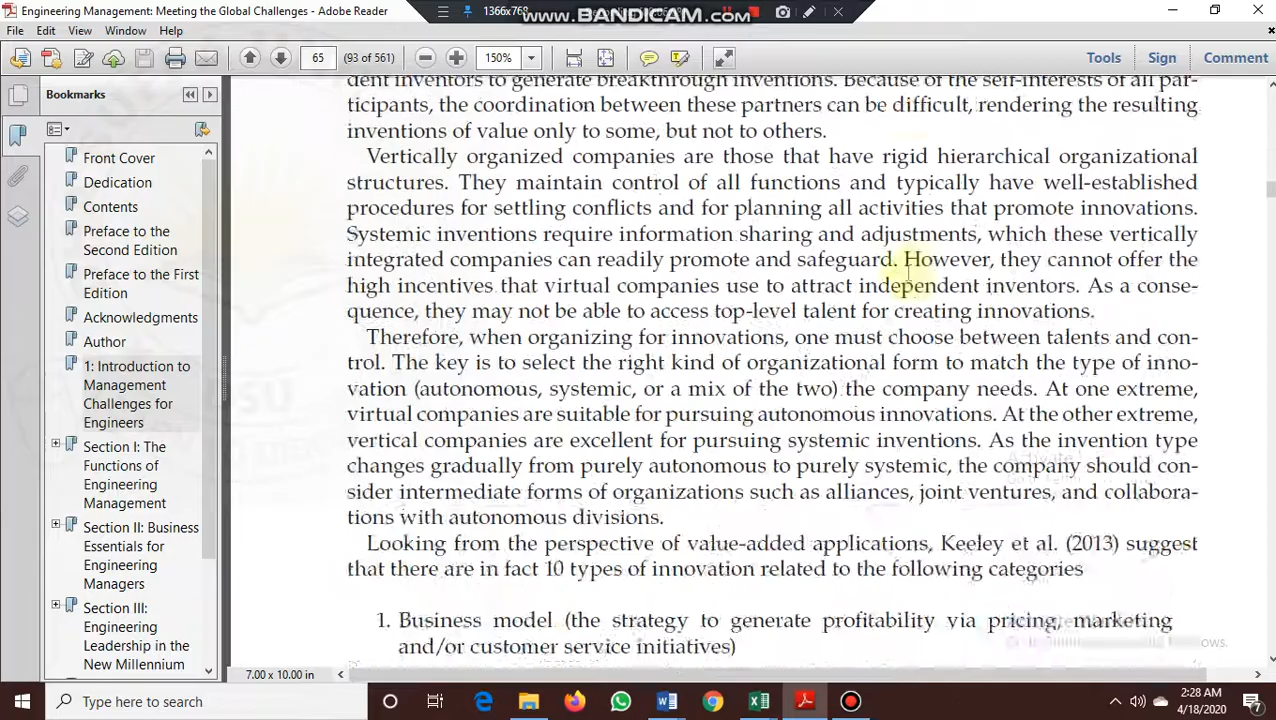 Engineering Management: Meeting the Global Challenges - Adobe Reader
1366x768
www.BANDICAM.com
File Edit View Window Help
65 (93 of 561) 150% Tools Sign Comment
Bookmarks
Front Cover
Dedication
Contents
Preface to the
Second Edition
Preface to the First
Edition
Acknowledgments
Author
1: Introduction to
Management
Challenges for
Engineers
Section I: The
Functions of
Engineering
Management
Section II: Business
Essentials for
Engineering
Managers
Section III:
Engineering
Leadership in the
New Millennium
dent inventors to generate breakthrough inventions. Because of the self-interests of all par-
ticipants, the coordination between these partners can be difficult, rendering the resulting
inventions of value only to some, but not to others.
Vertically organized companies are those that have rigid hierarchical organizational
structures. They maintain control of all functions and typically have well-established
procedures for settling conflicts and for planning all activities that promote innovations.
Systemic inventions require information sharing and adjustments, which these vertically
integrated companies can readily promote and safeguard. However, they cannot offer the
high incentives that virtual companies use to attract independent inventors. As a conse-
quence, they may not be able to access top-level talent for creating innovations.
Therefore, when organizing for innovations, one must choose between talents and con-
trol. The key is to select the right kind of organizational form to match the type of inno-
vation (autonomous, systemic, or a mix of the two) the company needs. At one extreme,
virtual companies are suitable for pursuing autonomous innovations. At the other extreme,
vertical companies are excellent for pursuing systemic inventions. As the invention type
changes gradually from purely autonomous to purely systemic, the company should con-
sider intermediate forms of organizations such as alliances, joint ventures, and collabora-
tions with autonomous divisions.
Looking from the perspective of value-added applications, Keeley et al. (2013) suggest
that there are in fact 10 types of innovation related to the following categories
1. Business model (the strategy to generate profitability via pricing, marketing
and/or customer service initiatives)
7.00 x 10.00 in
Type here to search
2:28 AM
4/18/2020
7